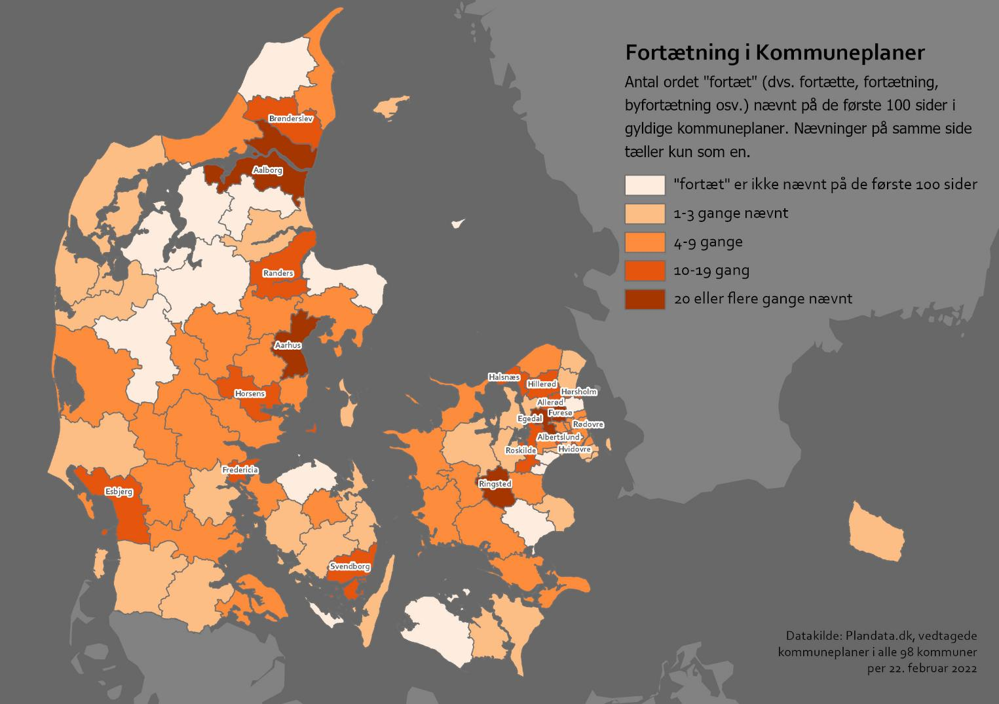 Fortætning i Kommuneplaner
Antal ordet "fortæt" (dvs. fortætte, fortætning,
byfortætning osv.) nævnt på de første 100 sider i
gyldige kommuneplaner. Nævninger på samme side
tæller kun som en.
"fortæt" er ikke nævnt på de første 100 sider
1-3 gange nævnt
4-9 gange
10-19 gang
20 eller flere gange nævnt
Brønderslev
Aalborg
Randers
Aarhus
Horsens
Fredericia
Esbjerg
Svendborg
Halsnæs
Hillerød
Hørsholm
Allerød
Furesø
Egedal
Rødovre
Albertslund
Roskilde
Hvidovre
Ringsted
Datakilde: Plandata.dk, vedtagede
kommuneplaner i alle 98 kommuner
per 22. februar 2022